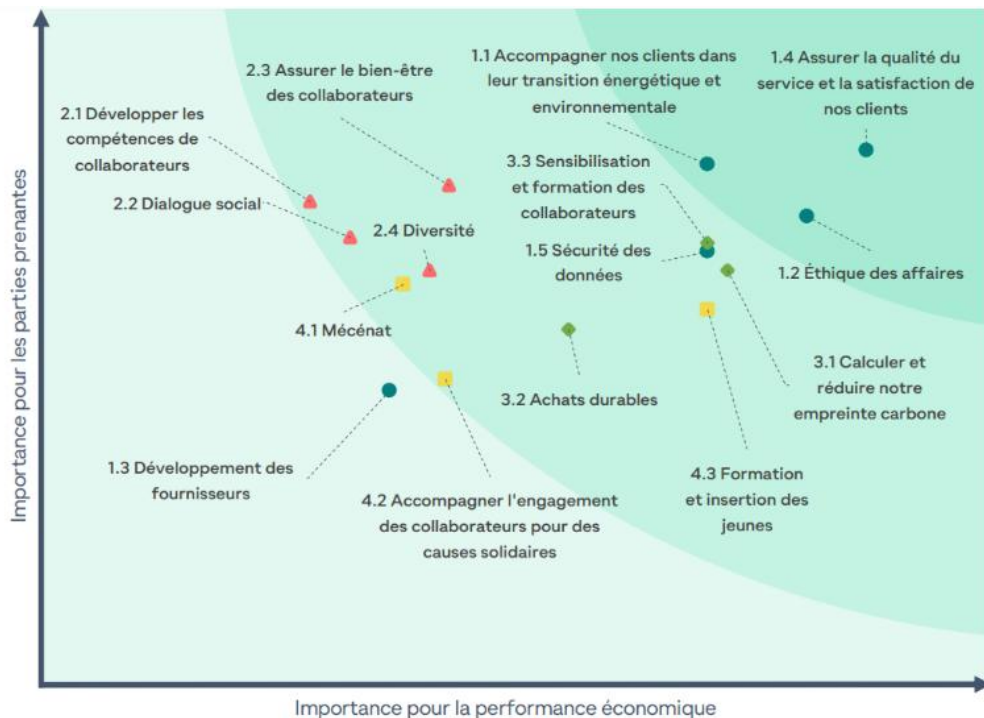 1.1 Accompagner nos clients dans
leur transition énergétique et
environnementale
1.4 Assurer la qualité du
service et la satisfaction de
nos clients
2.3 Assurer le bien-être
des collaborateurs
2.1 Développer les
compétences de
collaborateurs
3.3 Sensibilisation
et formation des
collaborateurs
2.2 Dialogue social
2.4 Diversité
1.5 Sécurité des
données
1.2 Éthique des affaires
4.1 Mécénat
3.2 Achats durables
3.1 Calculer et
réduire notre
empreinte carbone
1.3 Développement des
fournisseurs
4.2 Accompagner l'engagement
des collaborateurs pour des
causes solidaires
4.3 Formation
et insertion des
jeunes
Importance pour les parties prenantes
Importance pour la performance économique